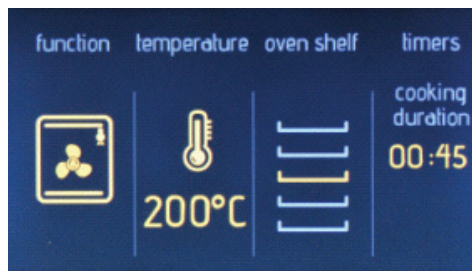 function temperature oven shelf timers
cooking
duration
00:45
200°C